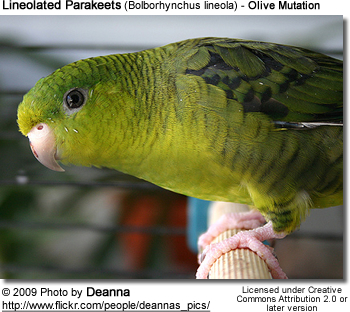 Lineolated Parakeets (Bolborhynchus lineola) - Olive Mutation
© 2009 Photo by Deanna
http://www.flickr.com/people/deannas_pics/
Licensed under Creative
Commons Attribution 2.0 or
later version